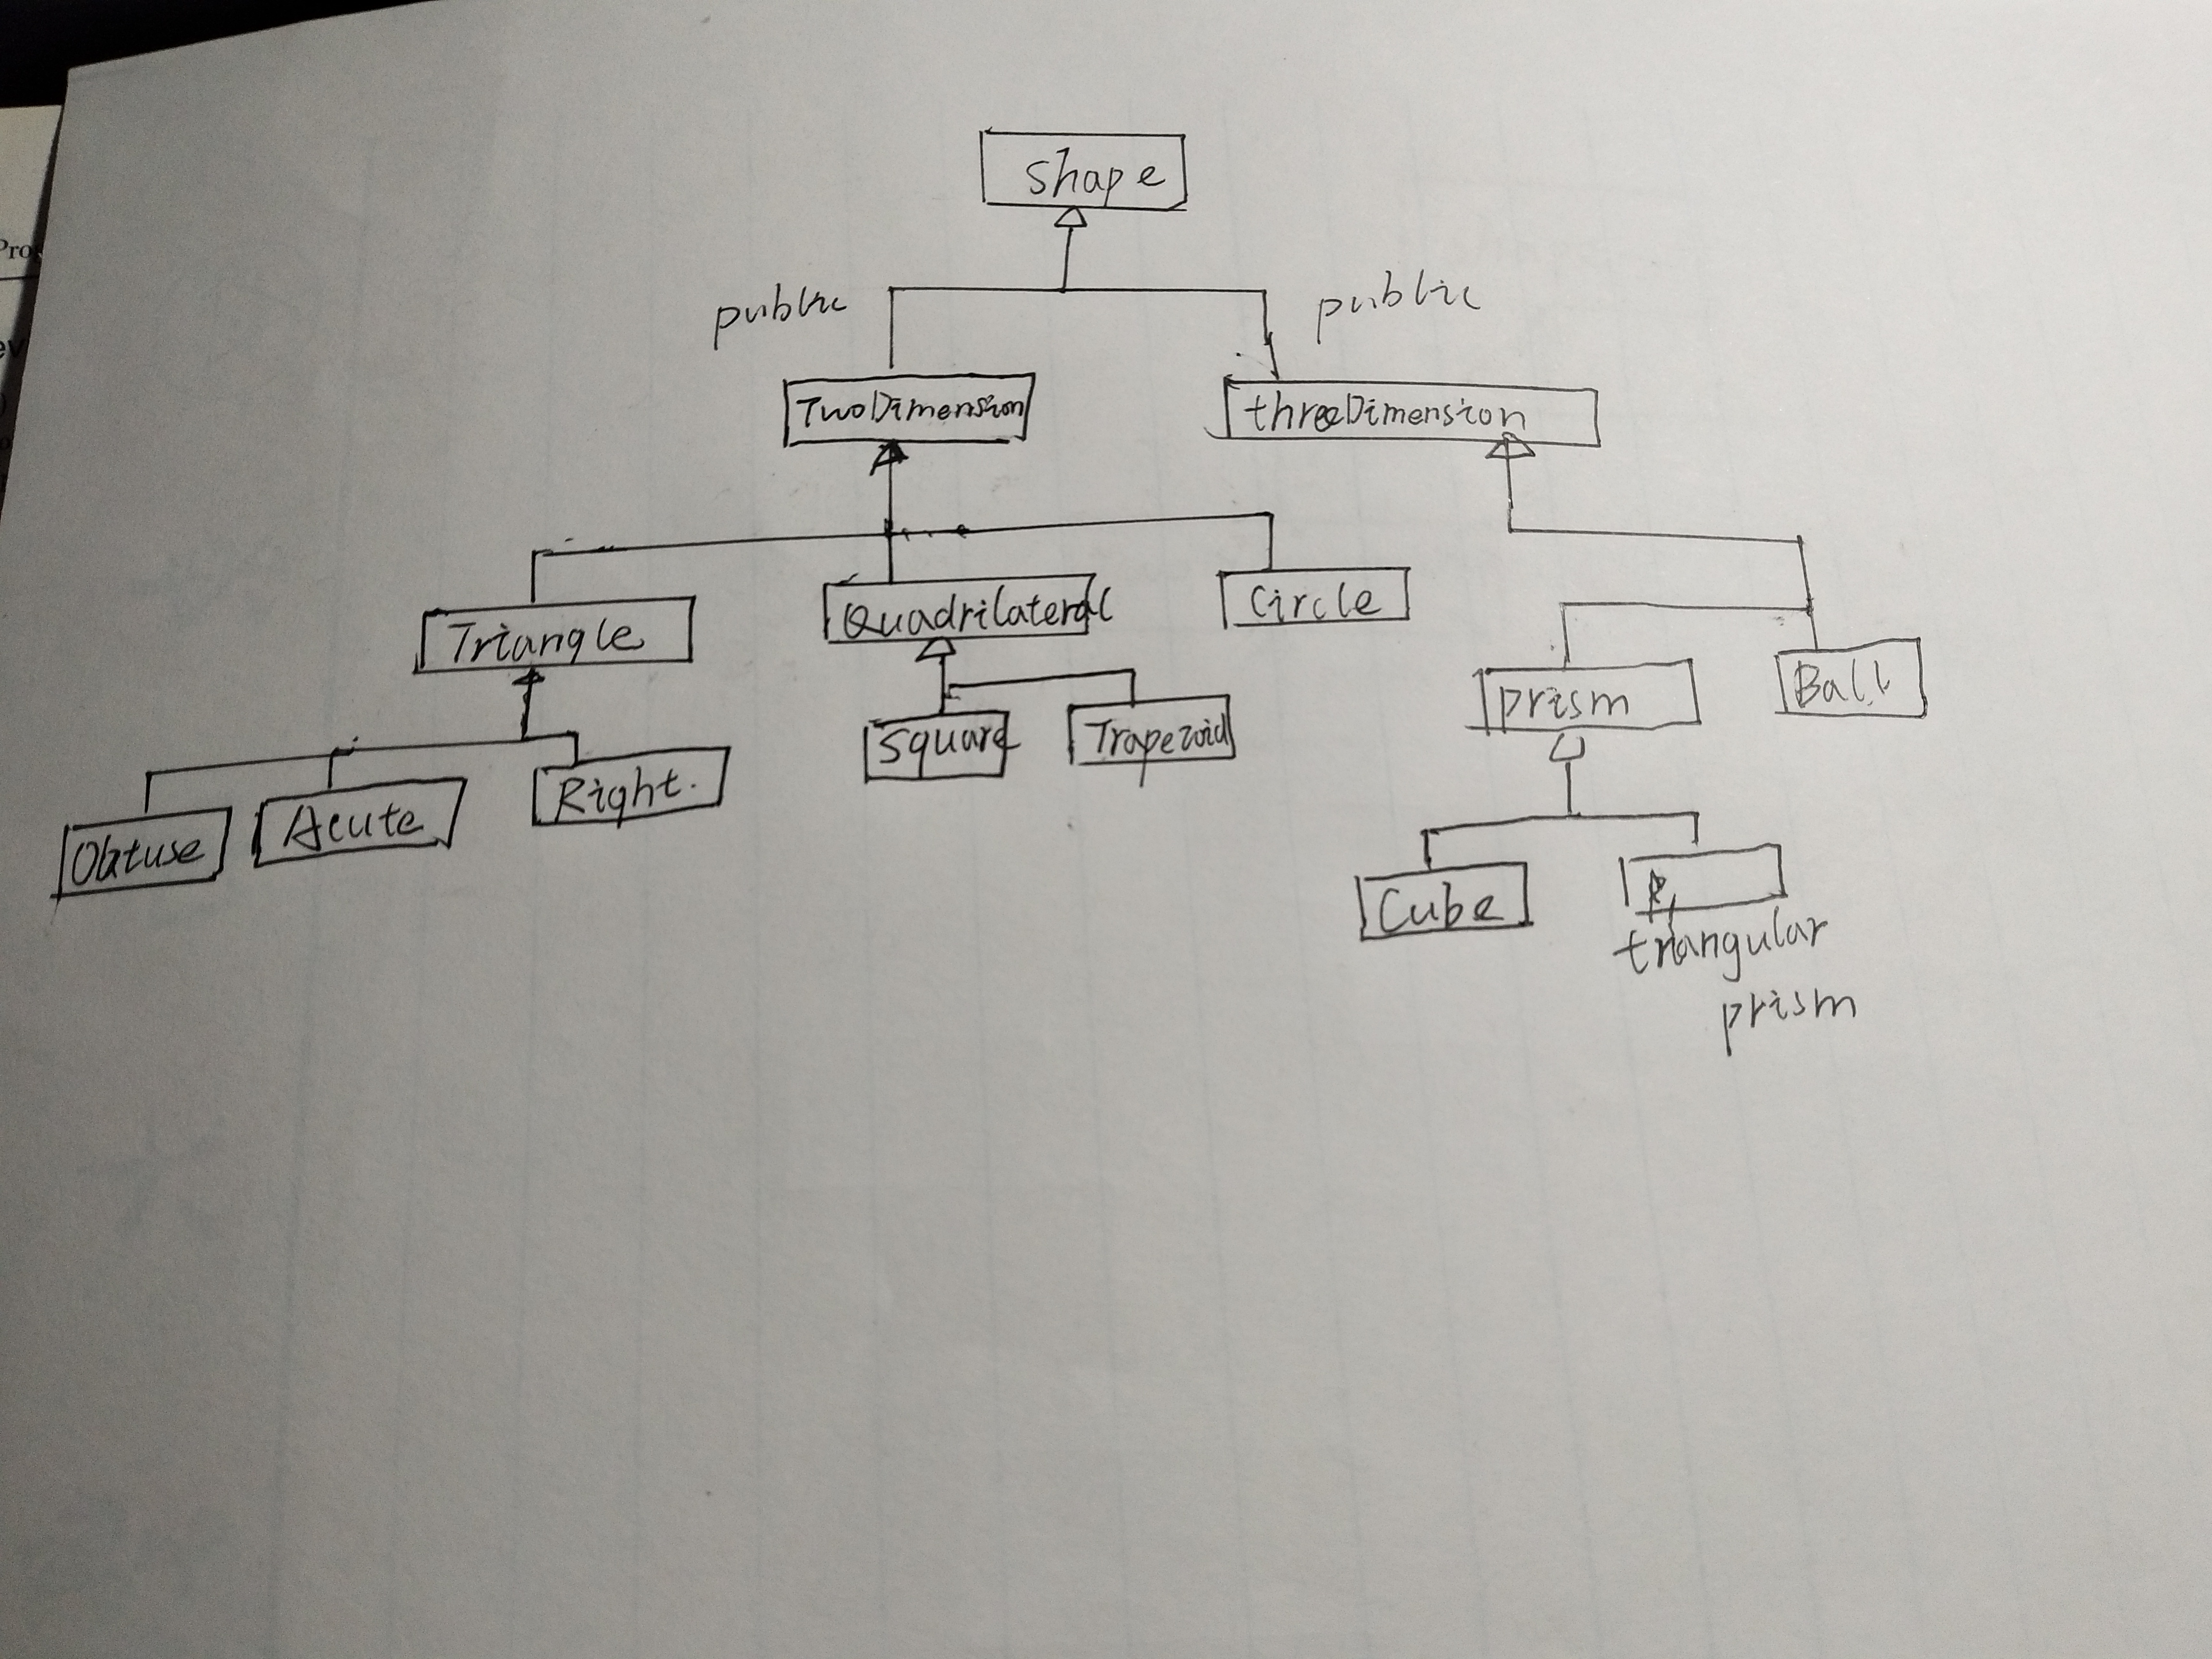 shape
public
public
TwoDimension
threeDimension
Triangle
Quadrilateral
Circle
Obtuse
Acute
Right.
Square
Trapezoid
prism
Ball
Cube
triangular
prism
Pro